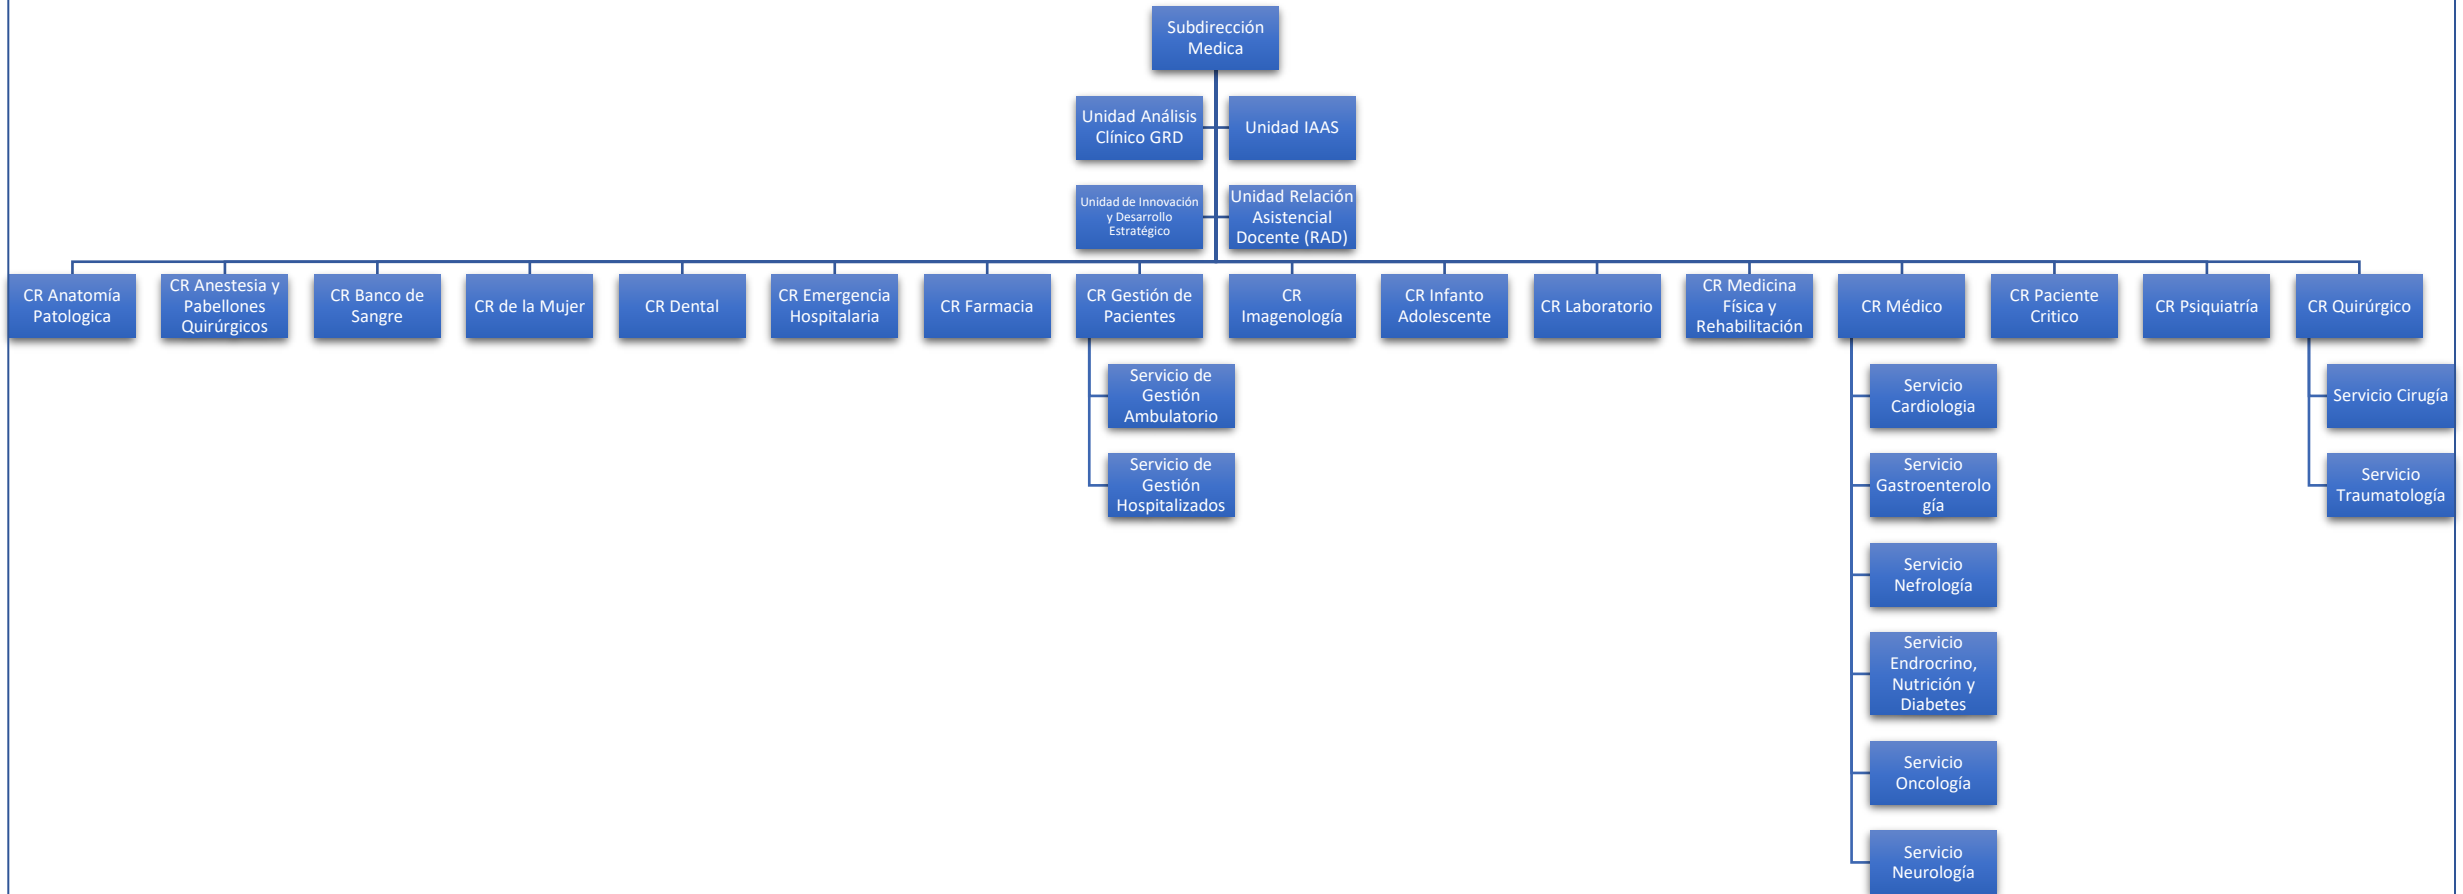 Subdirección
Medica
Unidad Análisis
Clínico GRD
Unidad IAAS
Unidad de Innovación
y Desarrollo
Estratégico
Unidad Relación
Asistencial
Docente (RAD)
CR Anatomía
Patologica
CR Anestesia y
Pabellones
Quirúrgicos
CR Banco de
Sangre
CR de la Mujer
CR Dental
CR Emergencia
Hospitalaria
CR Farmacia
CR Gestión de
Pacientes
CR
Imagenología
CR Infanto
Adolescente
CR Laboratorio
CR Medicina
Física y
Rehabilitación
CR Médico
CR Paciente
Critico
CR Psiquiatría
CR Quirúrgico
Servicio de
Gestión
Ambulatorio
Servicio de
Gestión
Hospitalizados
Servicio
Cardiologia
Servicio
Gastroenterolo
gía
Servicio
Nefrología
Servicio
Endrocrino,
Nutrición y
Diabetes
Servicio
Oncología
Servicio
Neurología
Servicio Cirugía
Servicio
Traumatología